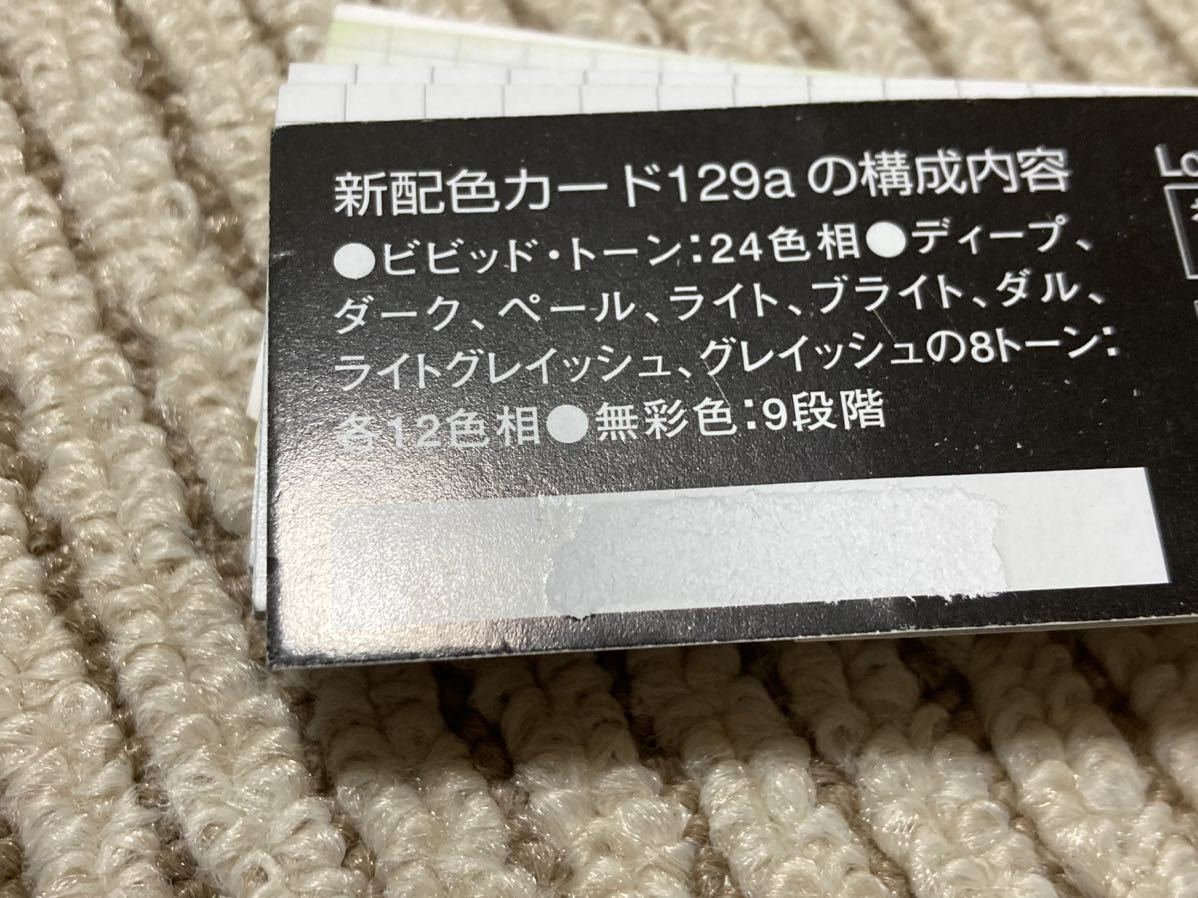 新配色カード129aの構成内容
●ビビッド・トーン:24色相●ディープ、
ダーク、ペール、ライト、ブライト、ダル、
ライトグレイッシュ、グレイッシュの8トーン:
各12色相●無彩色:9段階
Lo